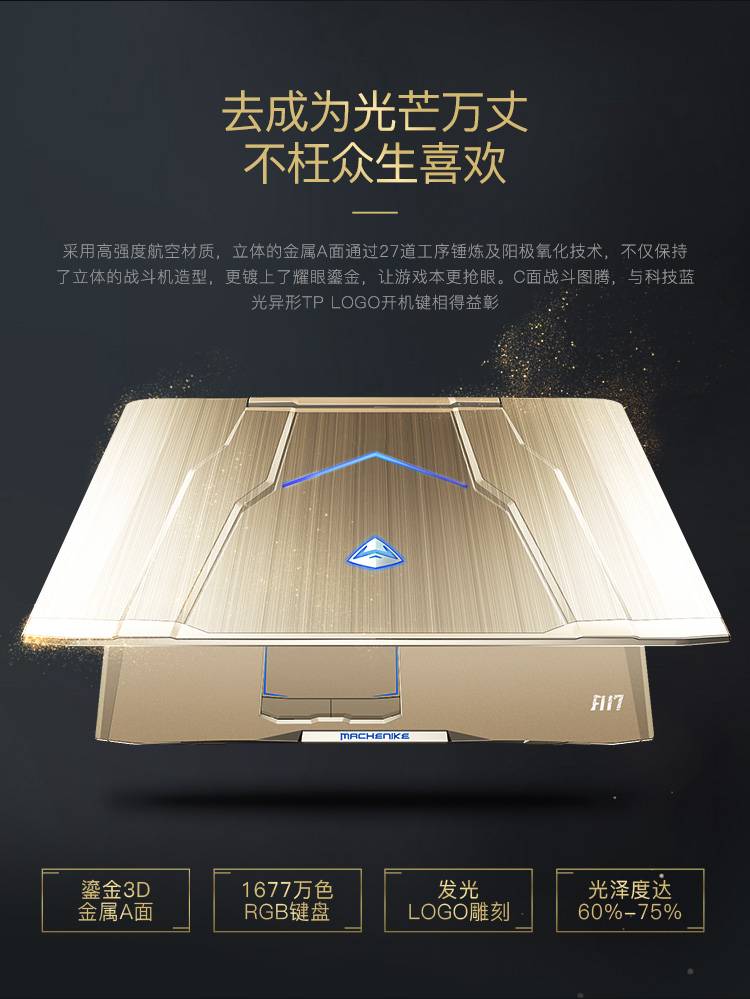 去成为光芒万丈
不枉众生喜欢
采用高强度航空材质，立体的金属A面通过27道工序锤炼及阳极氧化技术，不仅保持
了立体的战斗机造型，更镀上了耀眼鎏金，让游戏本更抢眼。C面战斗图腾，与科技蓝
光异形TP LOGO开机键相得益彰
F117
MACHENIKE
鎏金3D
金属A面
1677万色
RGB键盘
发光
LOGO雕刻
光泽度达
60%-75%